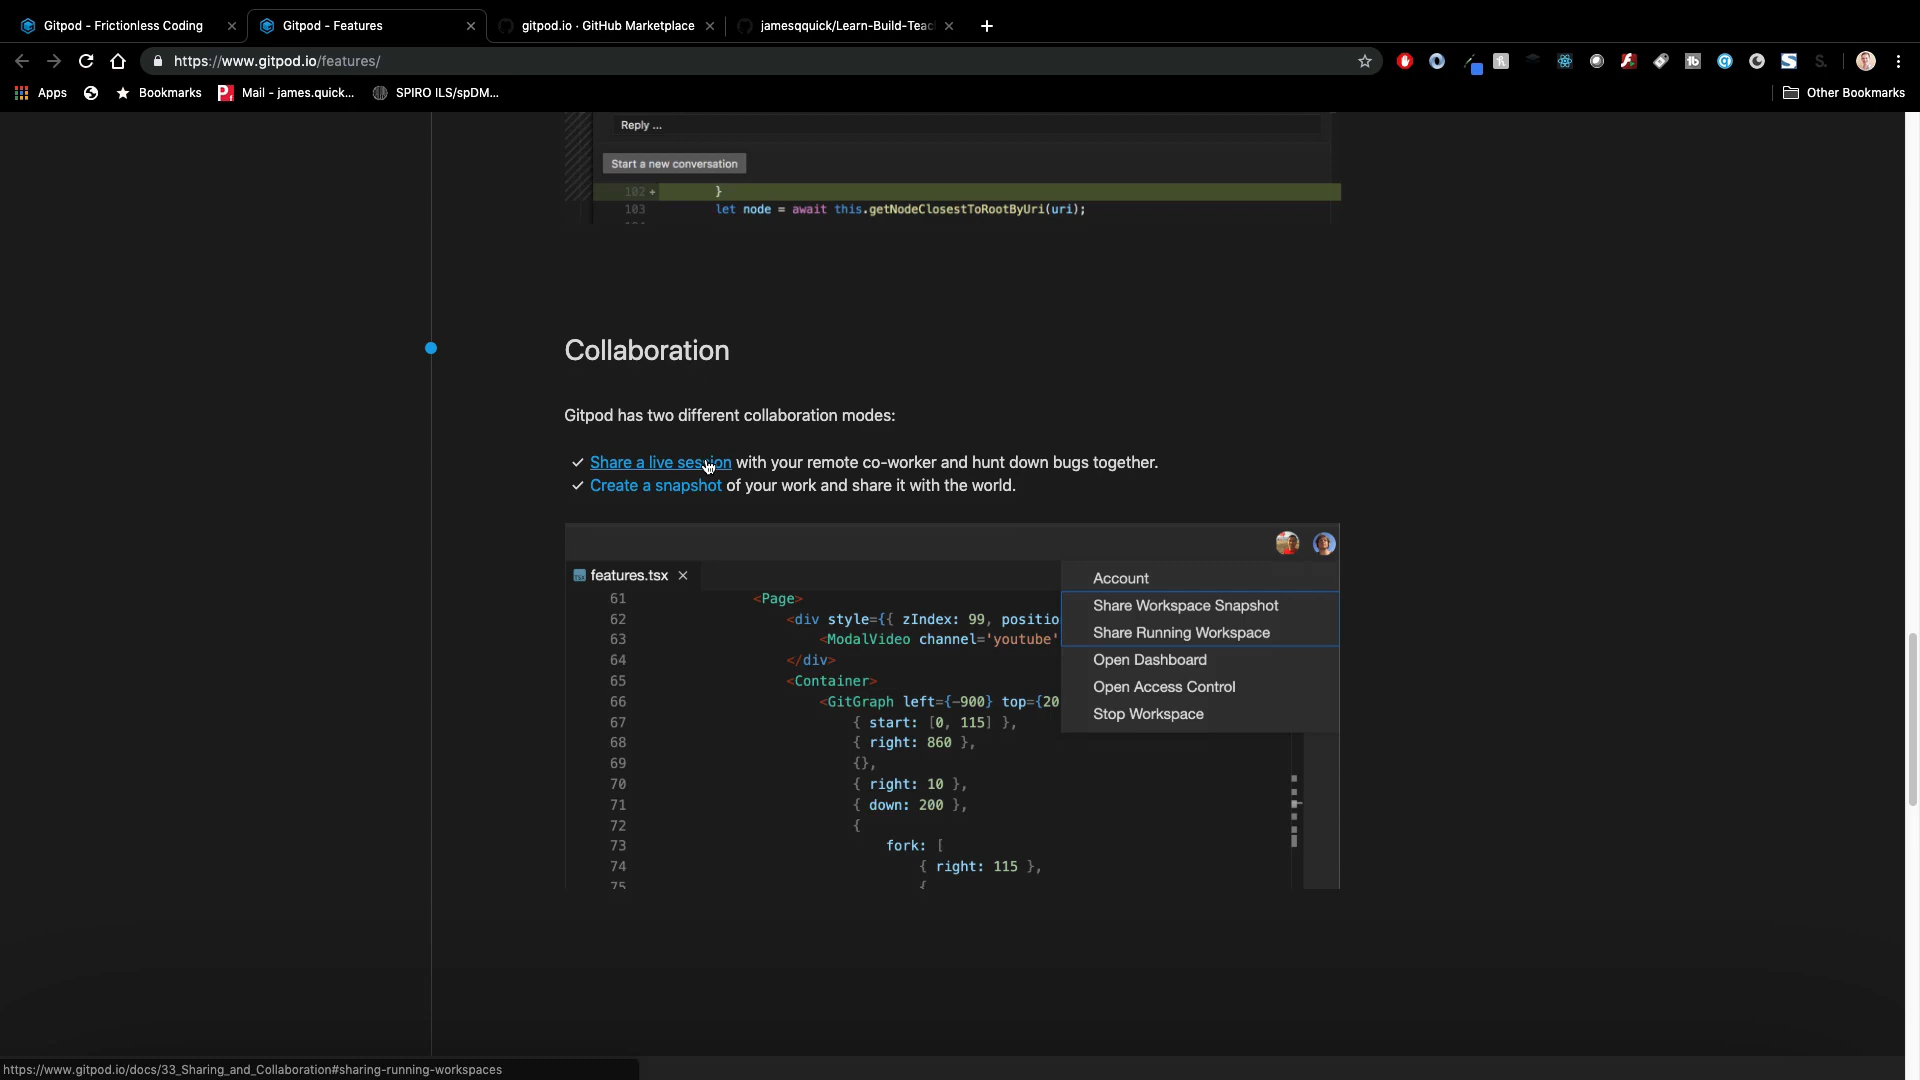 Gitpod - Frictionless Coding
Gitpod - Features
gitpod.io · GitHub Marketplace
jamesqquick/Learn-Build-Teac
https://www.gitpod.io/features/
Apps
Bookmarks
Mail - james.quick...
SPIRO ILS/spDM...
Other Bookmarks
Reply ...
Start a new conversation
102 + }
103 let node = await this.getNodeClosestToRootByUri(uri);
Collaboration
Gitpod has two different collaboration modes:
Share a live session with your remote co-worker and hunt down bugs together.
Create a snapshot of your work and share it with the world.
features.tsx
Account
Share Workspace Snapshot
Share Running Workspace
Open Dashboard
Open Access Control
Stop Workspace
61 <Page>
62 <div style={{ zIndex: 99, positio
63 <ModalVideo channel='youtube'
64 </div>
65 <Container>
66 <GitGraph left={-900} top={20
67 { start: [0, 115] },
68 { right: 860 },
69 {},
70 { right: 10 },
71 { down: 200 },
72 {
73 fork: [
74 { right: 115 },
75 {
https://www.gitpod.io/docs/33_Sharing_and_Collaboration#sharing-running-workspaces